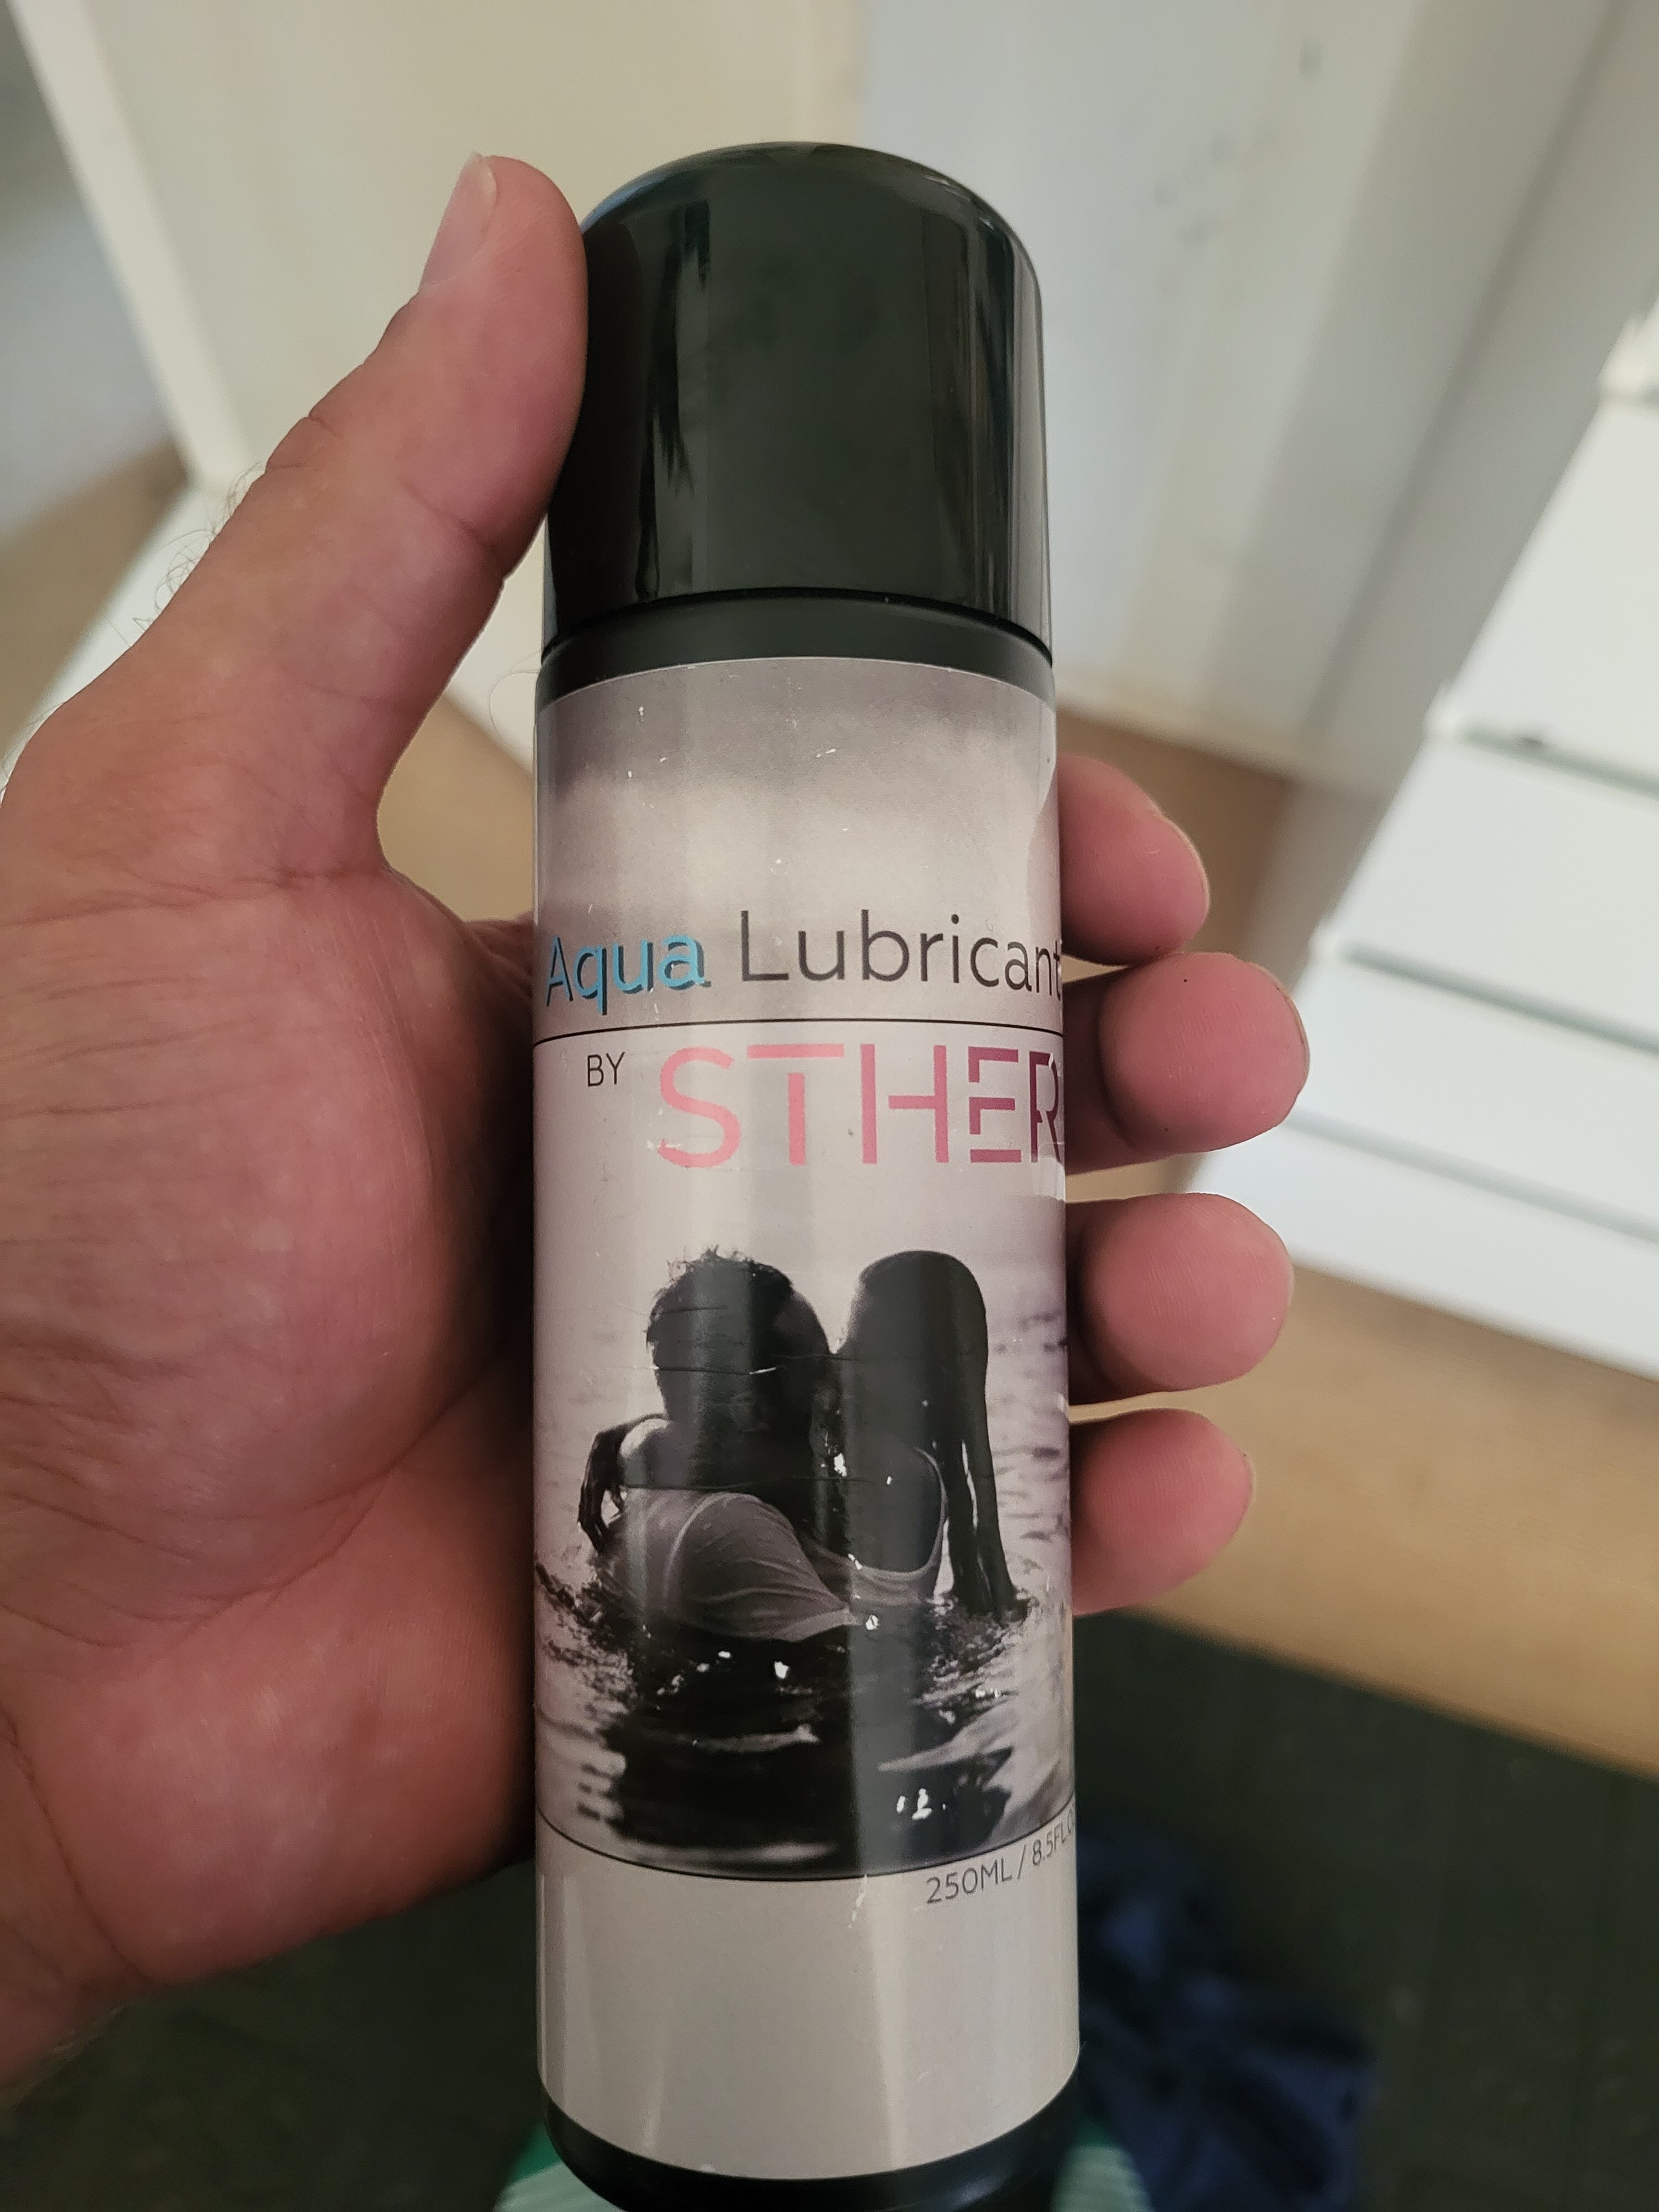 Aqua Lubricant
BY STHER
250ML / 8.5FL